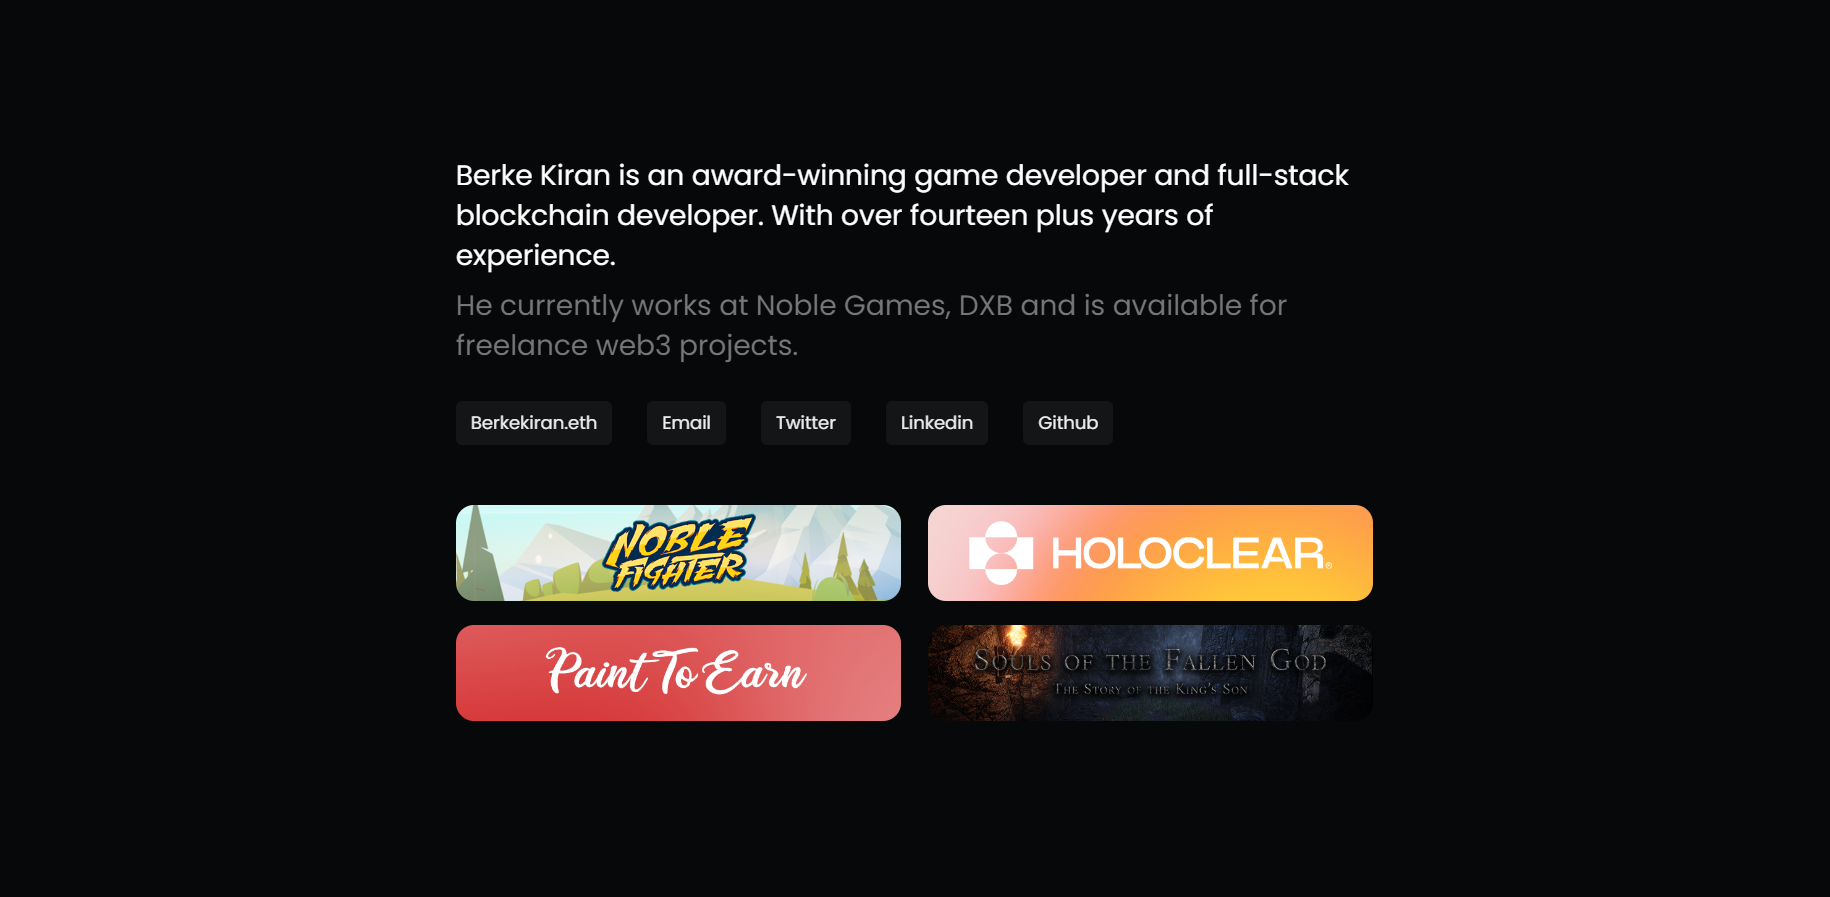 Berke Kiran is an award-winning game developer and full-stack
blockchain developer. With over fourteen plus years of
experience.
He currently works at Noble Games, DXB and is available for
freelance web3 projects.
Berkekiran.eth Email Twitter Linkedin Github
NOBLE
FIGHTER
HOLOCLEAR®
Paint To Earn
Souls of the Fallen God
The Story of the King's Son